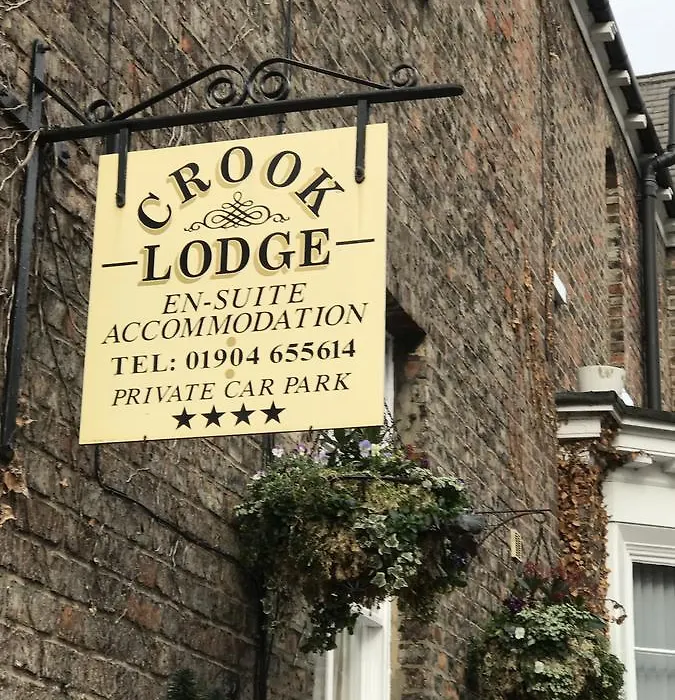 CROOK
LODGE
EN-SUITE
ACCOMMODATION
TEL: 01904 655614
PRIVATE CAR PARK